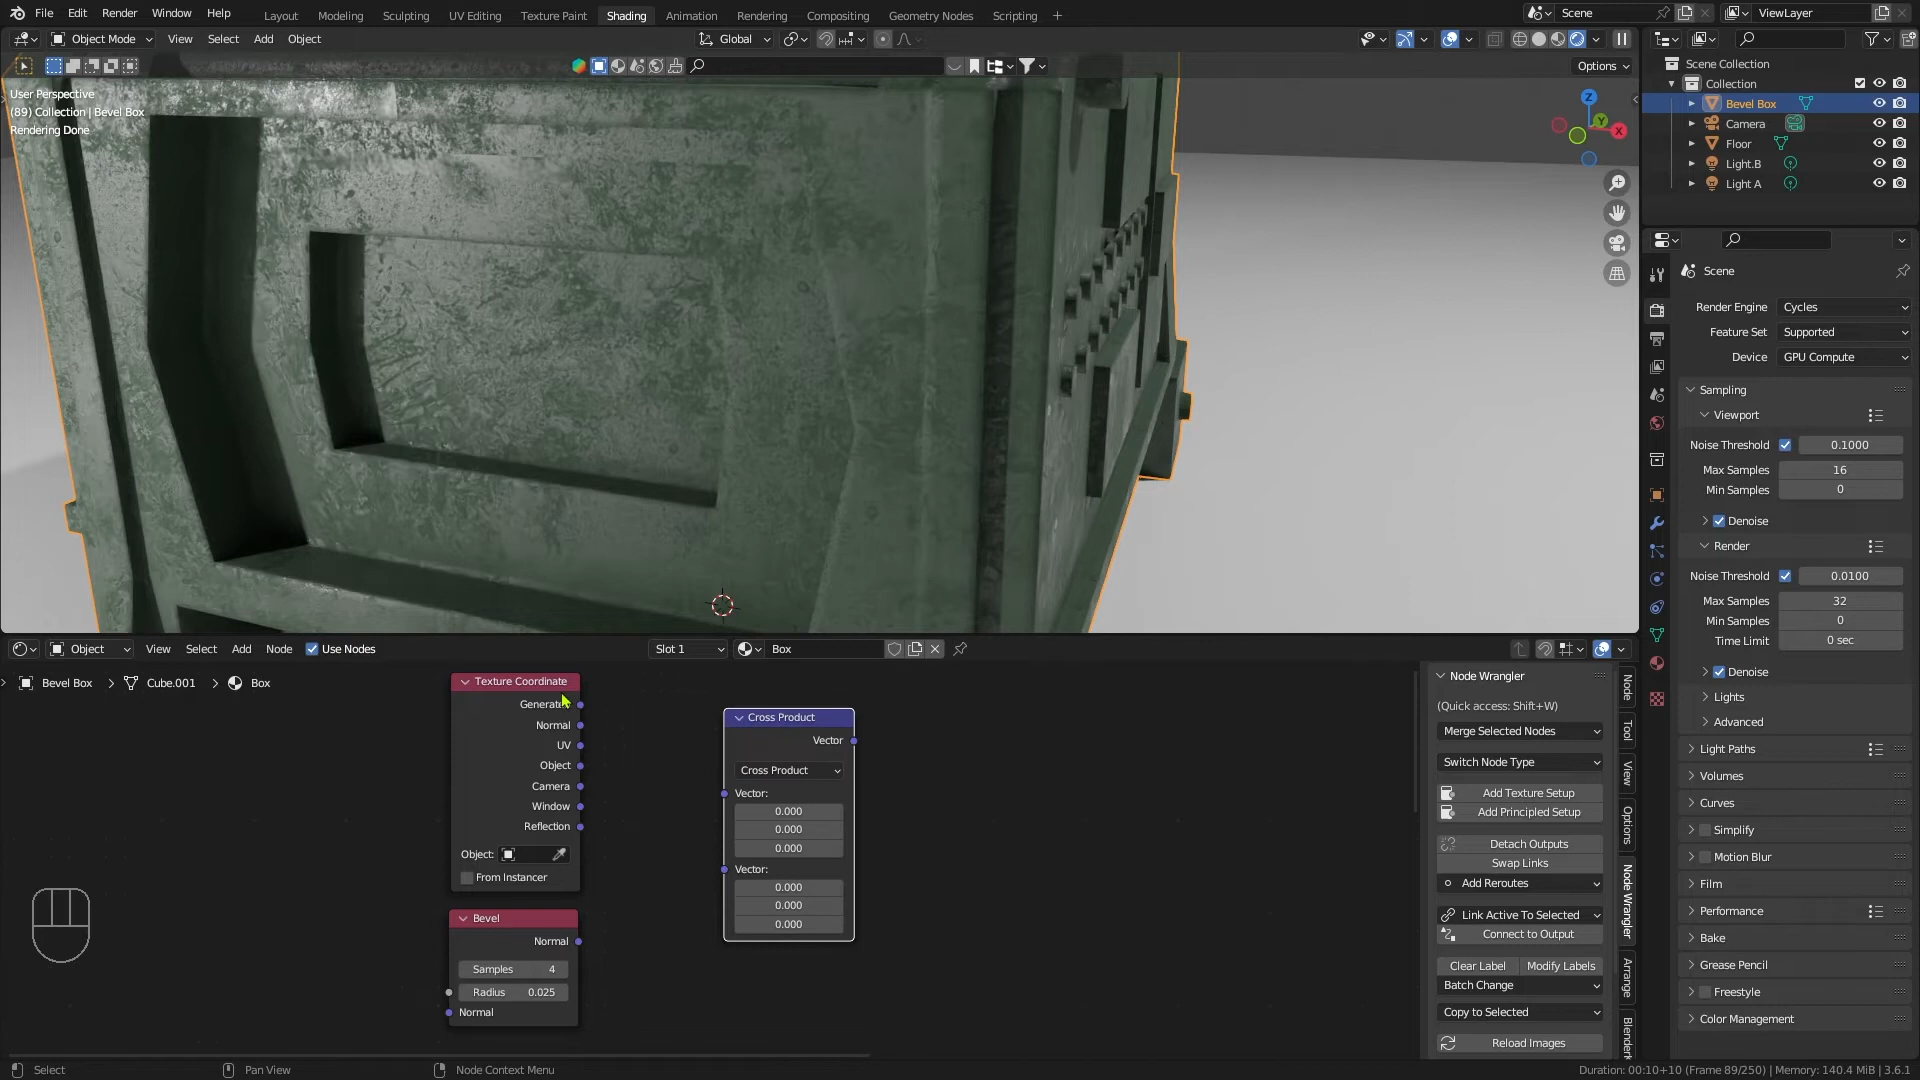 File Edit Render Window Help Layout Modeling Sculpting UV Editing Texture Paint Shading Animation Rendering Compositing Geometry Nodes Scripting + Scene ViewLayer
Object Mode View Select Add Object Global
Options
User Perspective
(89) Collection | Bevel Box
Rendering Done
Z
Y
X
Scene Collection
Collection
Bevel Box
Camera
Floor
Light.B
Light A
Scene
Render Engine Cycles
Feature Set Supported
Device GPU Compute
Sampling
Viewport
Noise Threshold 0.1000
Max Samples 16
Min Samples 0
Denoise
Render
Noise Threshold 0.0100
Max Samples 32
Min Samples 0
Time Limit 0 sec
Denoise
Lights
Advanced
Light Paths
Volumes
Curves
Simplify
Motion Blur
Film
Performance
Bake
Grease Pencil
Freestyle
Color Management
Object View Select Add Node Use Nodes Slot 1 Box
Bevel Box > Cube.001 > Box
Texture Coordinate
Normal
UV
Object
Camera
Window
Reflection
Object:
From Instancer
Bevel
Normal
Samples 4
Radius 0.025
Normal
Cross Product
Vector
Cross Product
Vector:
0.000
0.000
0.000
Vector:
0.000
0.000
0.000
Node Wrangler
(Quick access: Shift+W)
Merge Selected Nodes
Switch Node Type
Add Texture Setup
Add Principled Setup
Detach Outputs
Swap Links
Add Reroutes
Link Active To Selected
Connect to Output
Clear Label Modify Labels
Batch Change
Copy to Selected
Reload Images
Node
Tool
View
Options
Node Wrangler
Arrange
Select Pan View Node Context Menu Duration: 00:10+10 (Frame 89/250) | Memory: 140.4 MiB | 3.6.1